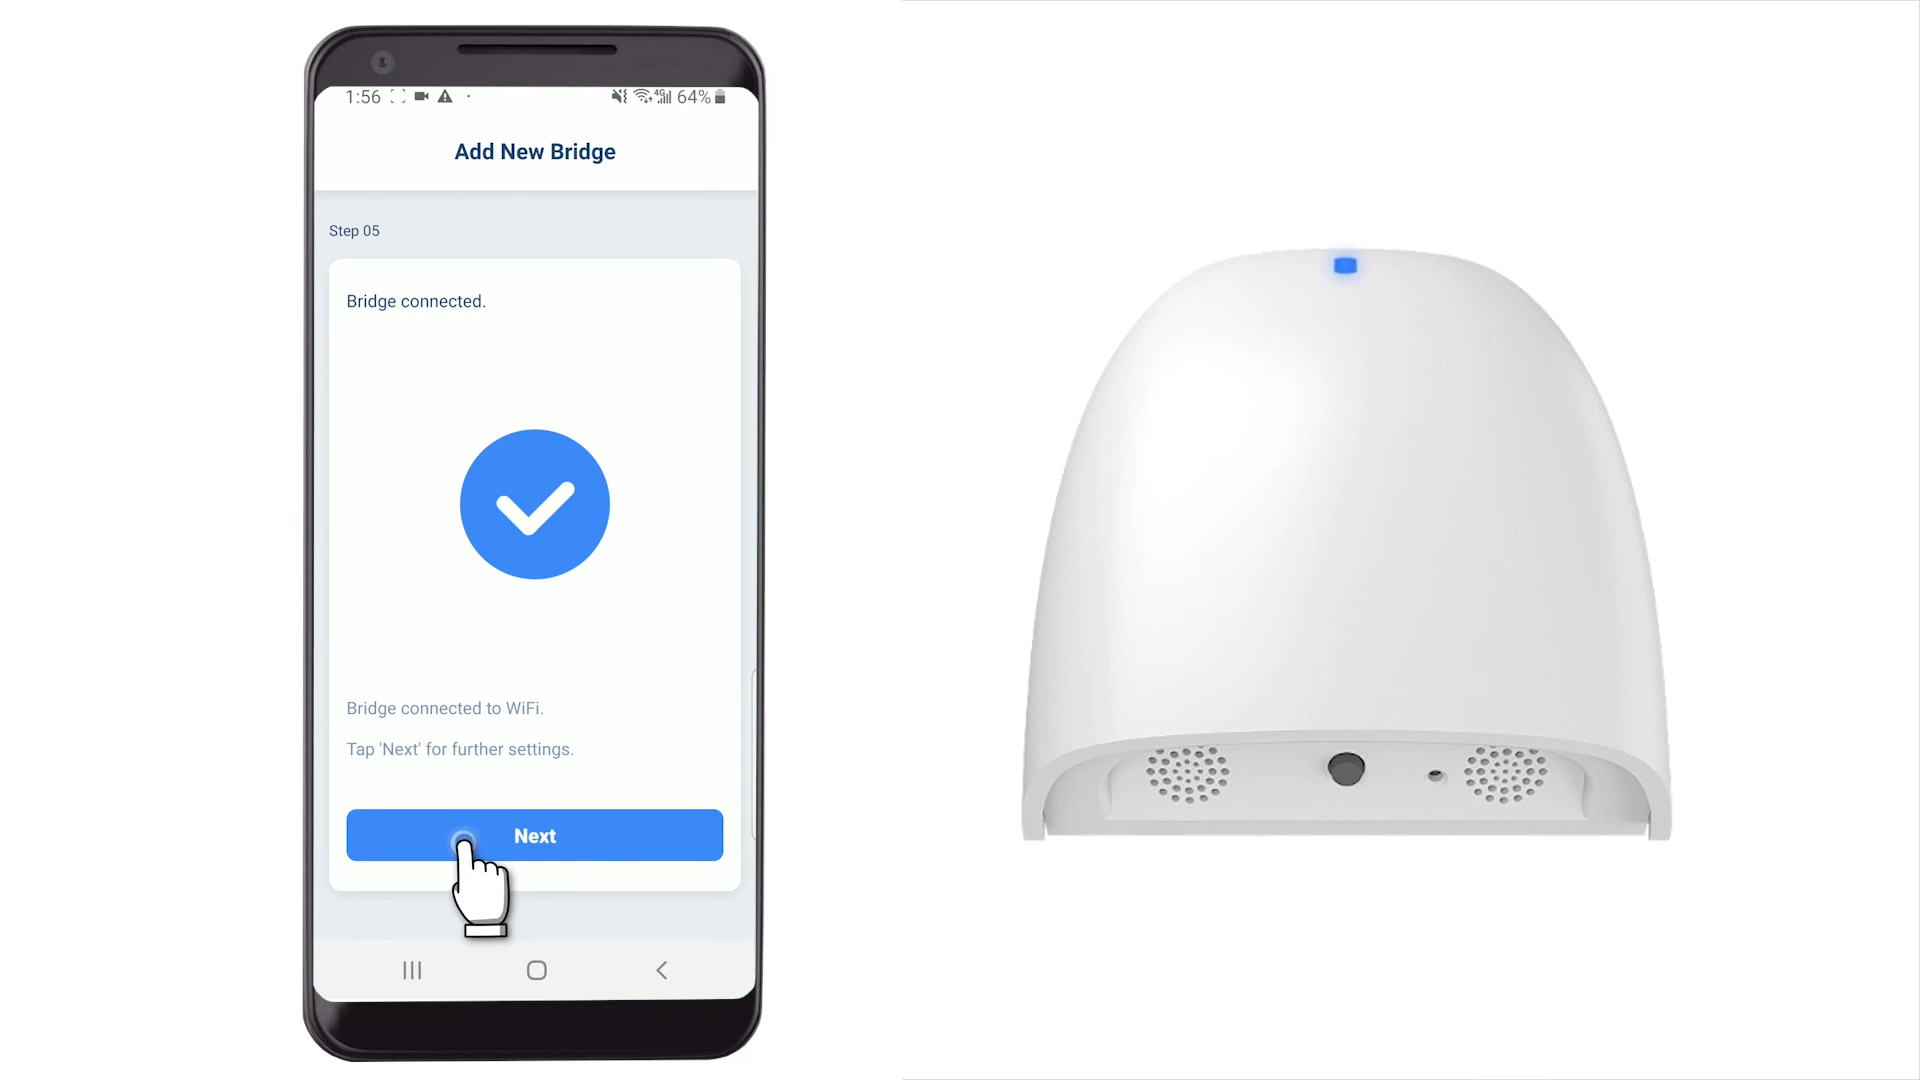 1:56
4G 64%
Add New Bridge
Step 05
Bridge connected.
Bridge connected to WiFi.
Tap 'Next' for further settings.
Next